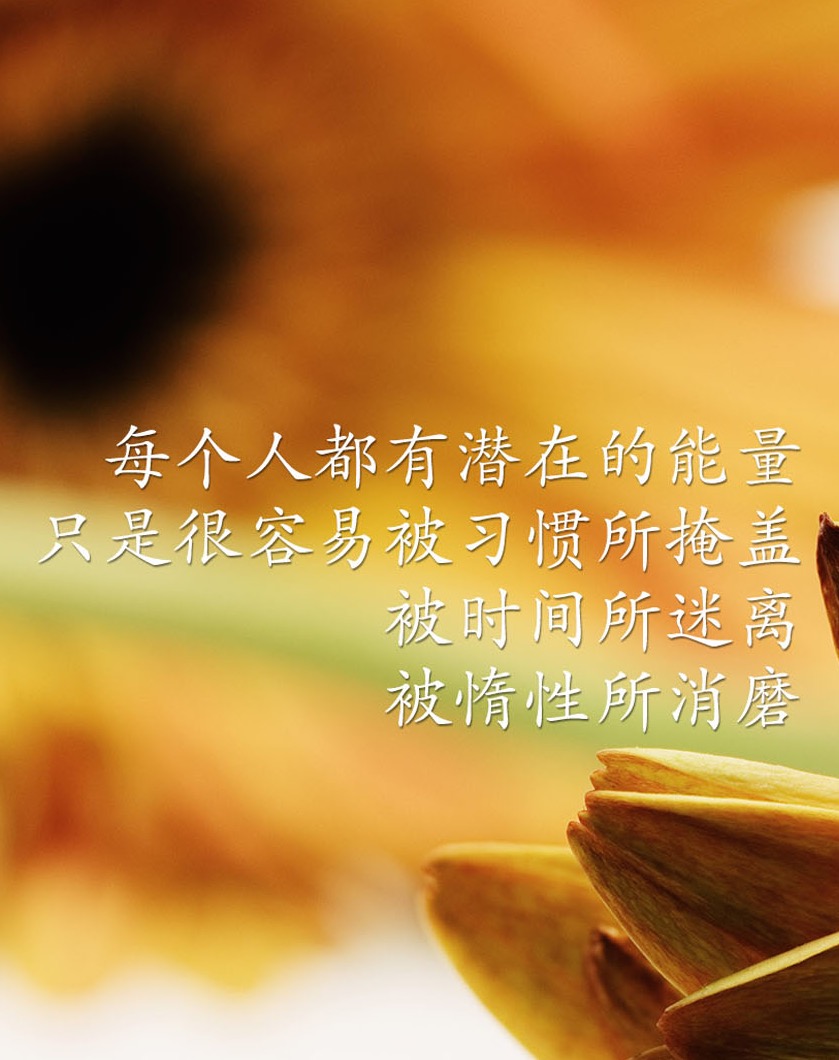 每个人都有潜在的能量
只是很容易被习惯所掩盖
被时间所迷离
被惰性所消磨